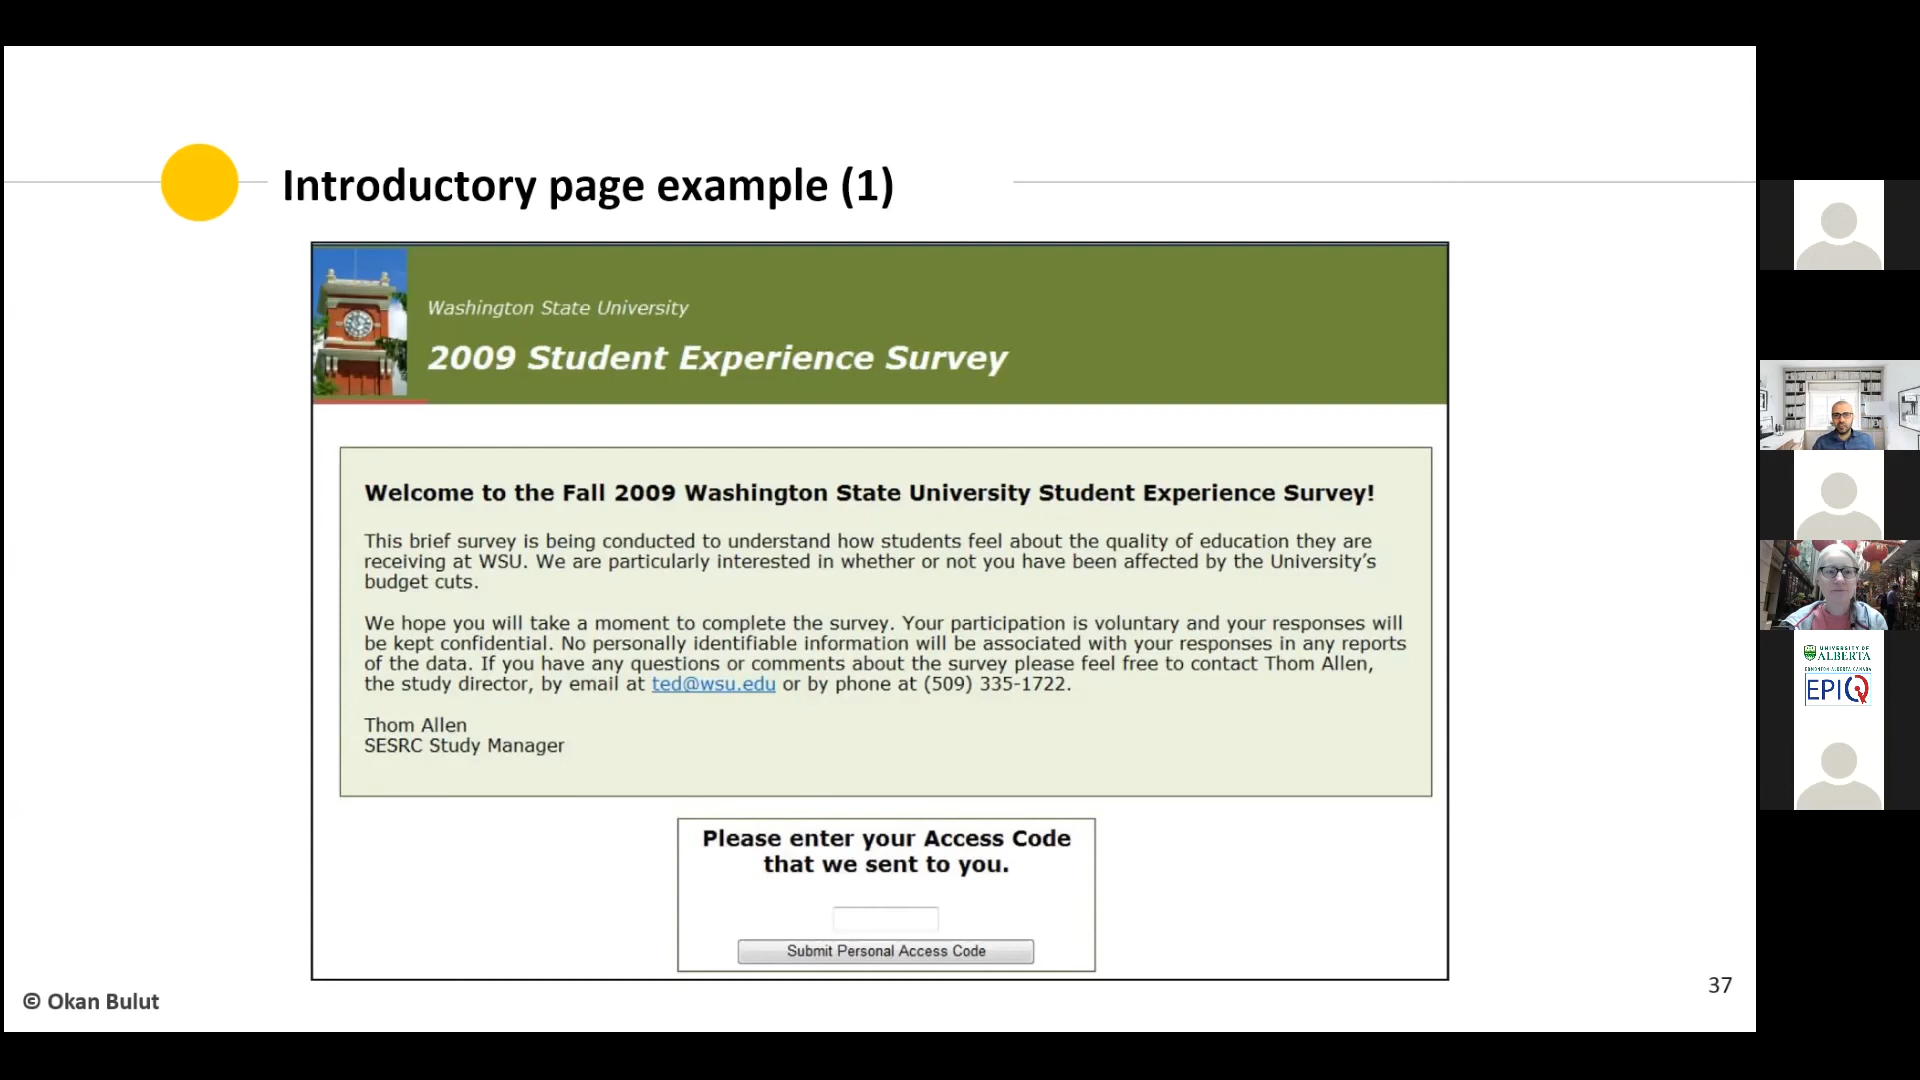 Introductory page example (1)
Washington State University
2009 Student Experience Survey
Welcome to the Fall 2009 Washington State University Student Experience Survey!
This brief survey is being conducted to understand how students feel about the quality of education they are
receiving at WSU. We are particularly interested in whether or not you have been affected by the University’s
budget cuts.
We hope you will take a moment to complete the survey. Your participation is voluntary and your responses will
be kept confidential. No personally identifiable information will be associated with your responses in any reports
of the data. If you have any questions or comments about the survey please feel free to contact Thom Allen,
the study director, by email at ted@wsu.edu or by phone at (509) 335-1722.
Thom Allen
SESRC Study Manager
Please enter your Access Code
that we sent to you.
Submit Personal Access Code
© Okan Bulut
37
UNIVERSITY OF
ALBERTA
EDMONTON ALBERTA CANADA
EPIQ